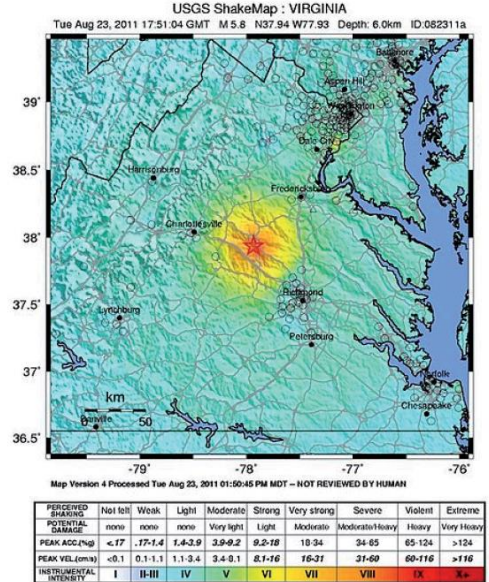 USGS ShakeMap : VIRGINIA
Tue Aug 23, 2011 17:51:04 GMT M 5.8 N37.94 W77.93 Depth: 6.0km ID:082311a
Baltimore
Aspen Hill
39°
Washington
Dale City
38.5°
Harrisonburg
Fredericksburg
Charlottesville
38°
37.5°
Richmond
Lynchburg
Petersburg
37°
Norfolk
km
Chesapeake
0 50
Danville
36.5°
-79° -78° -77° -76°
Map Version 4 Processed Tue Aug 23, 2011 01:50:45 PM MDT -- NOT REVIEWED BY HUMAN
PERCEIVED SHAKING Not felt Weak Light Moderate Strong Very strong Severe Violent Extreme
POTENTIAL DAMAGE none none none Very light Light Moderate Moderate/Heavy Heavy Very Heavy
PEAK ACC.(%g) <.17 .17-1.4 1.4-3.9 3.9-9.2 9.2-18 18-34 34-65 65-124 >124
PEAK VEL.(cm/s) <0.1 0.1-1.1 1.1-3.4 3.4-8.1 8.1-16 16-31 31-60 60-116 >116
INSTRUMENTAL INTENSITY I II-III IV V VI VII VIII IX X+